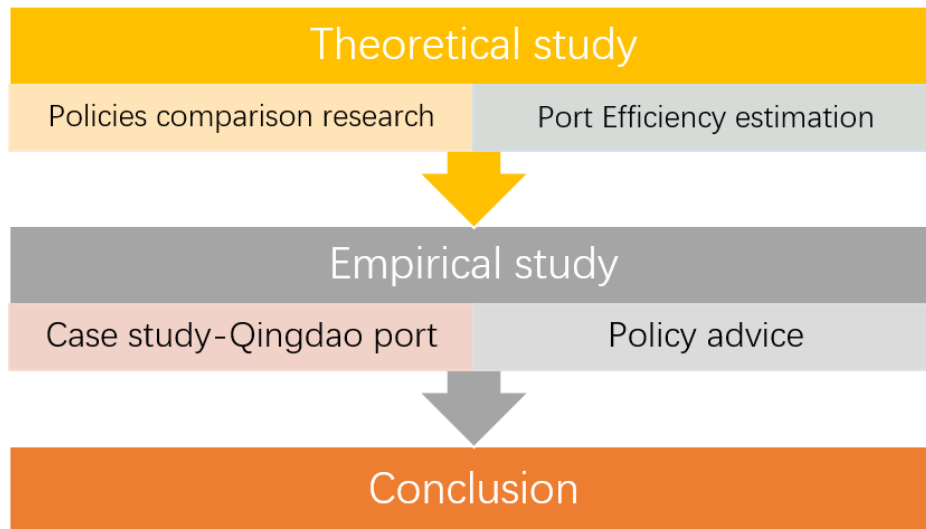 Theoretical study
Policies comparison research
Port Efficiency estimation
Empirical study
Case study-Qingdao port
Policy advice
Conclusion